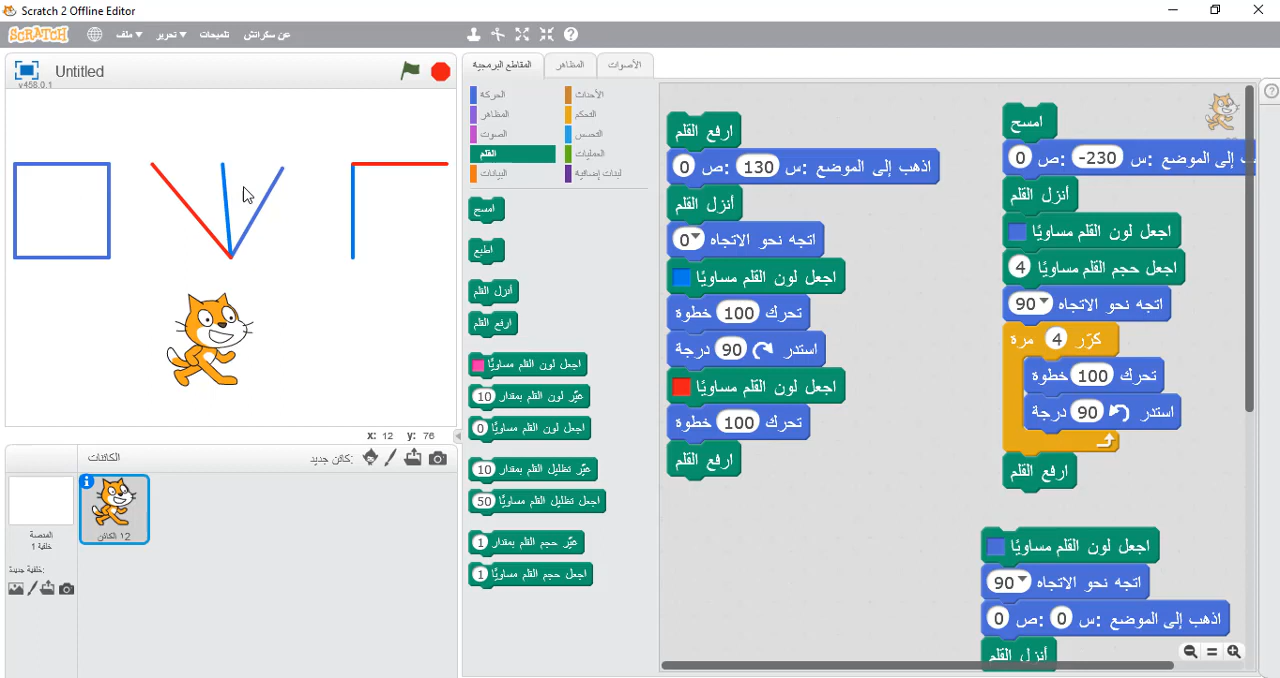 Scratch 2 Offline Editor
SCRATCH
ملف
تحرير
تلميحات
عن سكراتش
Untitled
v458.0.1
x: 12 y: 76
الكائنات
كائن جديد:
المنصة
خلفية 1
خلفية جديدة:
الكائن 12
المقاطع البرمجية
المظاهر
الأصوات
الحركة
الأحداث
المظاهر
التحكم
الصوت
التحسس
القلم
العمليات
البيانات
لبنات إضافية
امسح
اطبع
أنزل القلم
ارفع القلم
اجعل لون القلم مساويًا
غيّر لون القلم بمقدار 10
اجعل لون القلم مساويًا 0
غيّر تظليل القلم بمقدار 10
اجعل تظليل القلم مساويًا 50
غيّر حجم القلم بمقدار 1
اجعل حجم القلم مساويًا 1
ارفع القلم
اذهب إلى الموضع س: 130 ص: 0
أنزل القلم
اتجه نحو الاتجاه 0
اجعل لون القلم مساويًا
تحرك 100 خطوة
استدر 90 درجة
اجعل لون القلم مساويًا
تحرك 100 خطوة
ارفع القلم
امسح
ب إلى الموضع س: -230 ص: 0
أنزل القلم
اجعل لون القلم مساويًا
اجعل حجم القلم مساويًا 4
اتجه نحو الاتجاه 90
كرّر 4 مرة
تحرك 100 خطوة
استدر 90 درجة
ارفع القلم
اجعل لون القلم مساويًا
اتجه نحو الاتجاه 90
اذهب إلى الموضع س: 0 ص: 0
أنزل القلم